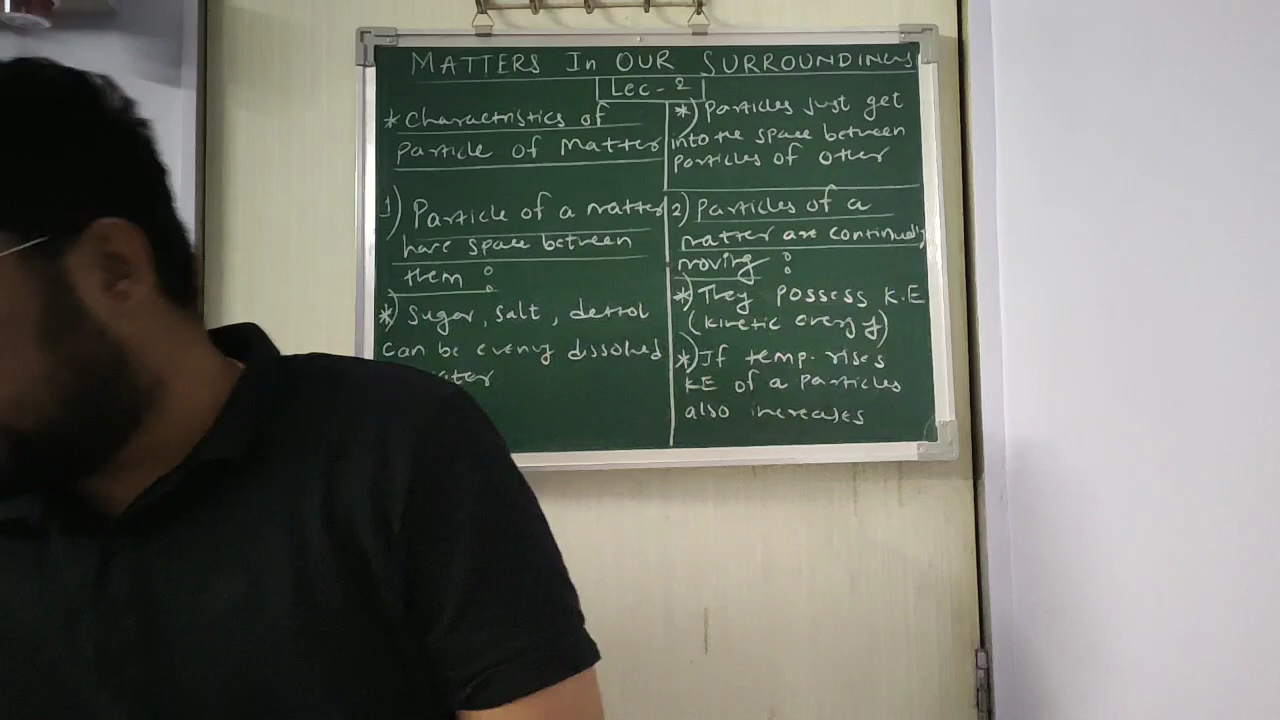 MATTERS In OUR SURROUNDINGS
Lec - 2
* Characteristics of
Particle of Matter
1) Particle of a matter
have space between
them :
*) Sugar, salt, dettol
can be evenly dissolved
*) Particles just get
into the space between
particles of other
2) Particles of a
matter are continually
moving :
*) They possess K.E
(kinetic energy)
*) If temp. rises
KE of a particles
also increases